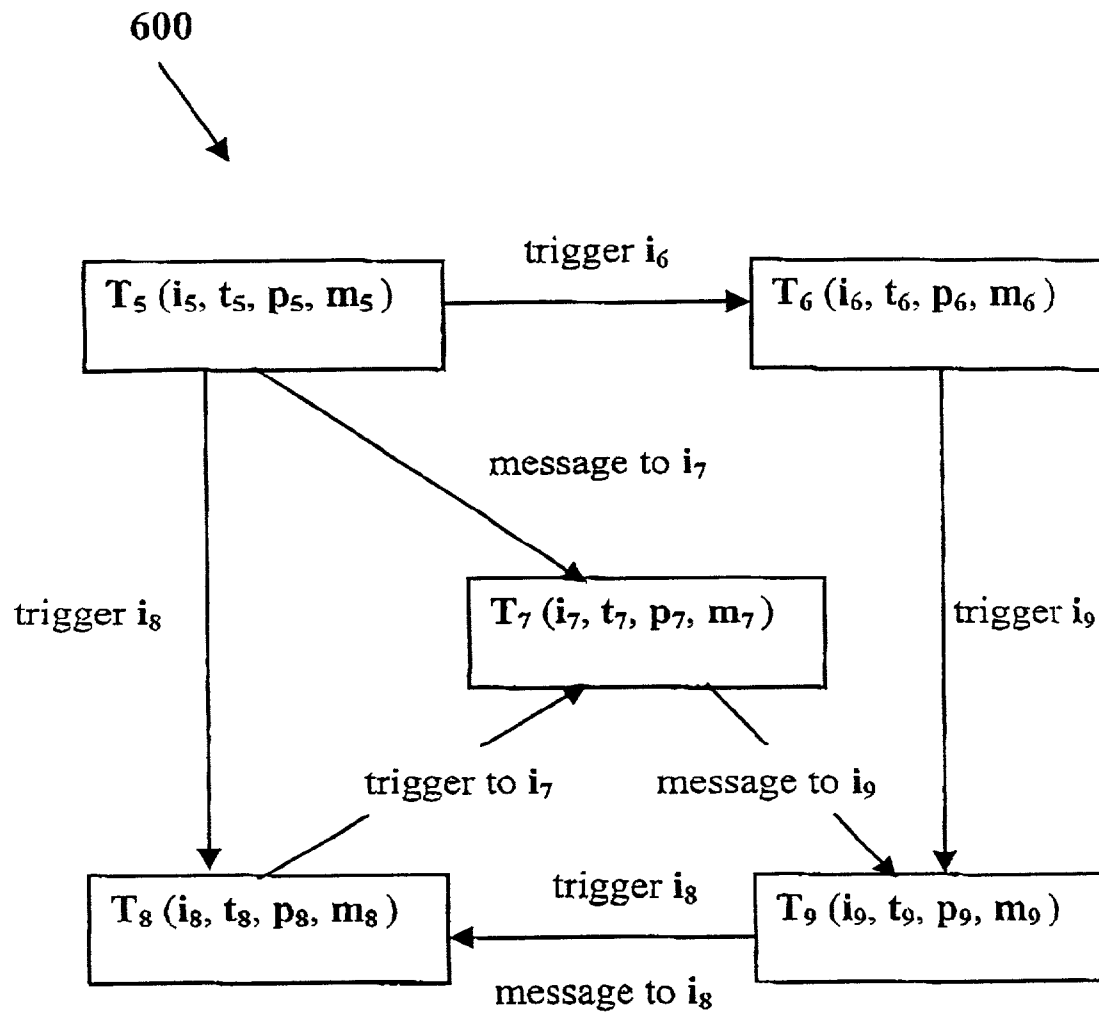 600
trigger i₆
T₅ (i₅, t₅, p₅, m₅)
T₆ (i₆, t₆, p₆, m₆)
message to i₇
trigger i₈
T₇ (i₇, t₇, p₇, m₇)
trigger i₉
trigger to i₇
message to i₉
trigger i₈
T₈ (i₈, t₈, p₈, m₈)
T₉ (i₉, t₉, p₉, m₉)
message to i₈